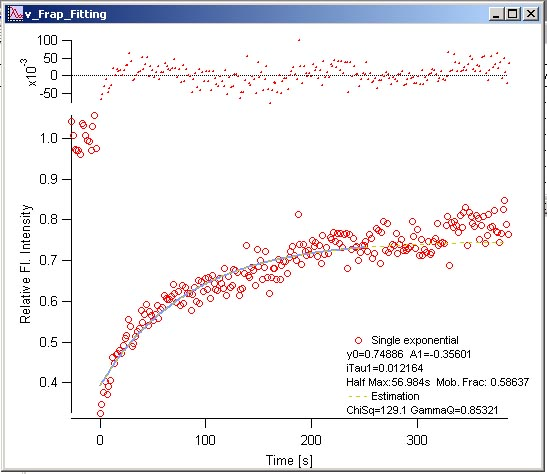 v_Frap_Fitting
100
50
0
-50
x10⁻³
1.0
0.9
0.8
0.7
0.6
0.5
0.4
Relative Fl. Intensity
Single exponential
y0=0.74886 A1=-0.35601
iTau1=0.012164
Half Max:56.984s Mob. Frac: 0.58637
Estimation
ChiSq=129.1 GammaQ=0.85321
0 100 200 300
Time [s]